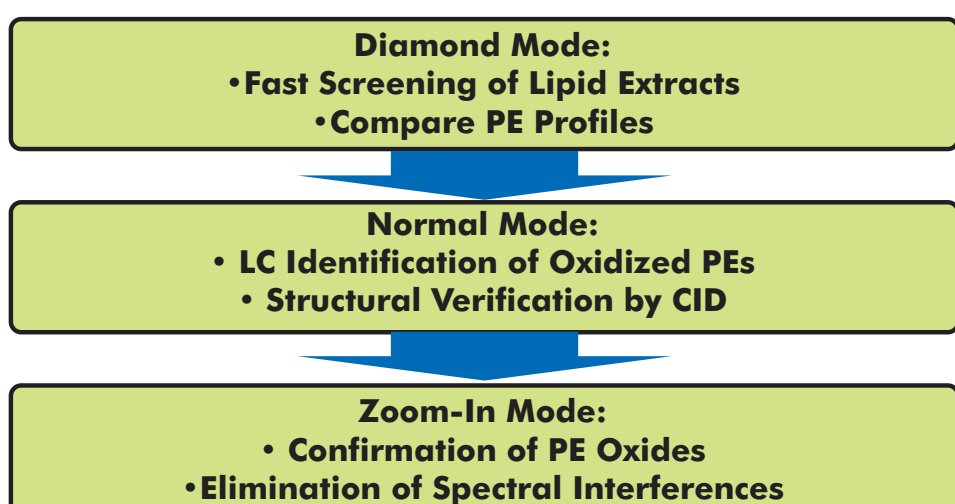 Diamond Mode:
•Fast Screening of Lipid Extracts
•Compare PE Profiles
Normal Mode:
• LC Identification of Oxidized PEs
• Structural Verification by CID
Zoom-In Mode:
• Confirmation of PE Oxides
•Elimination of Spectral Interferences